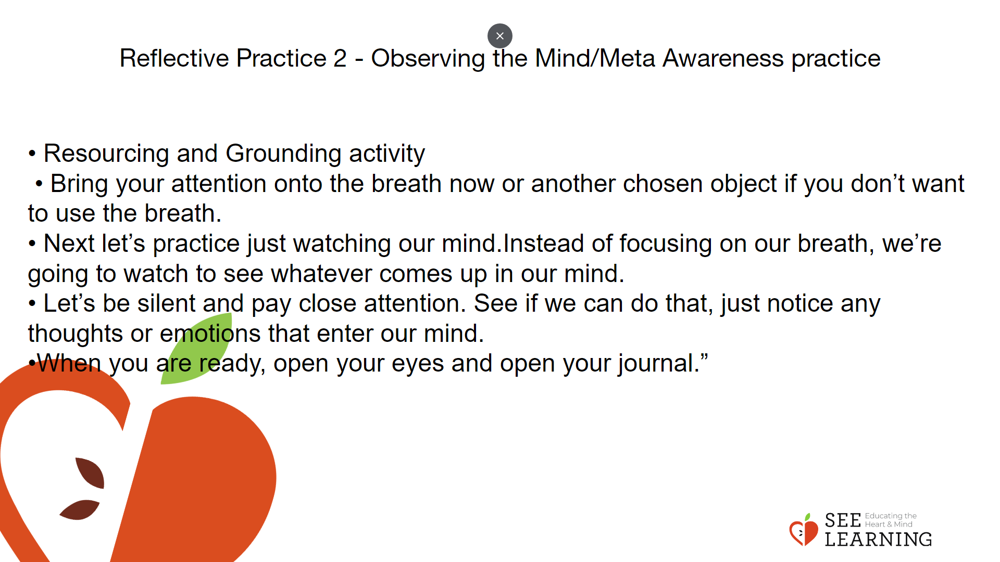 Reflective Practice 2 - Observing the Mind/Meta Awareness practice
• Resourcing and Grounding activity
• Bring your attention onto the breath now or another chosen object if you don’t want
to use the breath.
• Next let’s practice just watching our mind.Instead of focusing on our breath, we’re
going to watch to see whatever comes up in our mind.
• Let’s be silent and pay close attention. See if we can do that, just notice any
thoughts or emotions that enter our mind.
•When you are ready, open your eyes and open your journal.”
SEE Educating the
Heart & Mind
LEARNING